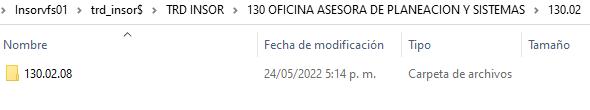 Insorvfs01 > trd_insor$ > TRD INSOR > 130 OFICINA ASESORA DE PLANEACION Y SISTEMAS > 130.02
Nombre Fecha de modificación Tipo Tamaño
130.02.08 24/05/2022 5:14 p. m. Carpeta de archivos